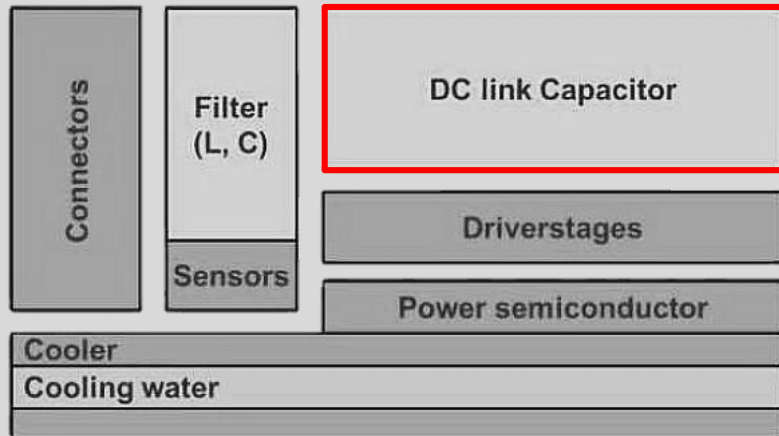 Connectors
Filter
(L, C)
DC link Capacitor
Sensors
Driverstages
Power semiconductor
Cooler
Cooling water